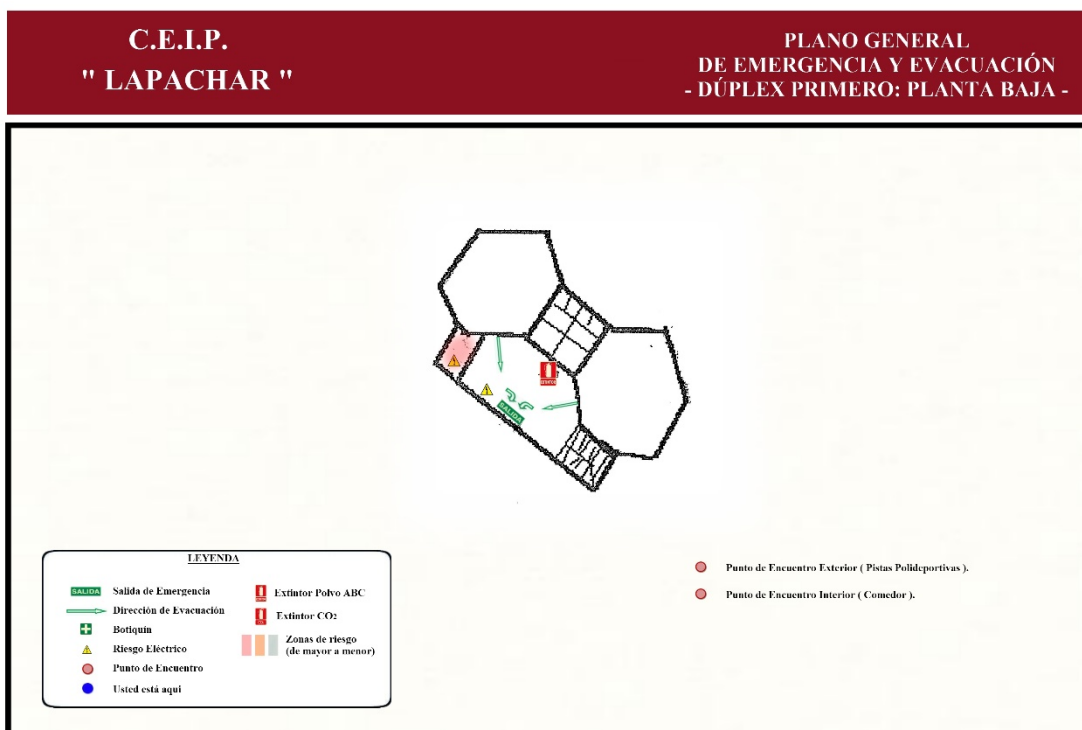 C.E.I.P.
" LAPACHAR "
PLANO GENERAL
DE EMERGENCIA Y EVACUACIÓN
- DÚPLEX PRIMERO: PLANTA BAJA -
SALIDA
LEYENDA
SALIDA Salida de Emergencia
Dirección de Evacuación
Botiquín
Riesgo Eléctrico
Punto de Encuentro
Usted está aqui
Extintor Polvo ABC
Extintor CO2
Zonas de riesgo
(de mayor a menor)
Punto de Encuentro Exterior ( Pistas Polideportivas ).
Punto de Encuentro Interior ( Comedor ).